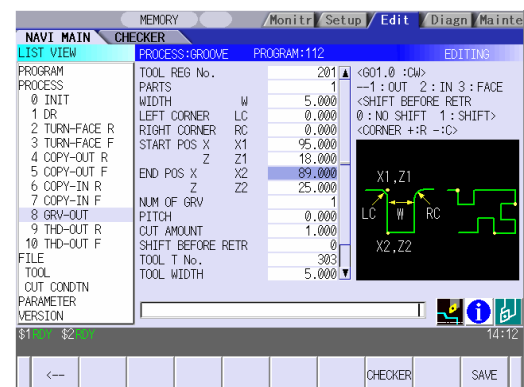 MEMORY Monitr Setup Edit Diagn Mainte
NAVI MAIN CHECKER
LIST VIEW PROCESS:GROOVE PROGRAM:112 EDITING
PROGRAM
PROCESS
0 INIT
1 DR
2 TURN-FACE R
3 TURN-FACE F
4 COPY-OUT R
5 COPY-OUT F
6 COPY-IN R
7 COPY-IN F
8 GRV-OUT
9 THD-OUT R
10 THD-OUT F
FILE
TOOL
CUT CONDTN
PARAMETER
VERSION
TOOL REG No. 201
PARTS 1
WIDTH W 5.000
LEFT CORNER LC 0.000
RIGHT CORNER RC 0.000
START POS X X1 95.000
Z Z1 18.000
END POS X X2 89.000
Z Z2 25.000
NUM OF GRV 1
PITCH 0.000
CUT AMOUNT 1.000
SHIFT BEFORE RETR 0
TOOL T No. 303
TOOL WIDTH 5.000
<G01.0 :CW>
--1:OUT 2:IN 3:FACE
<SHIFT BEFORE RETR
0:NO SHIFT 1:SHIFT>
<CORNER +:R -:C>
X1,Z1
LC W RC
X2,Z2
$1 RDY $2 RDY 14:12
<-- CHECKER SAVE